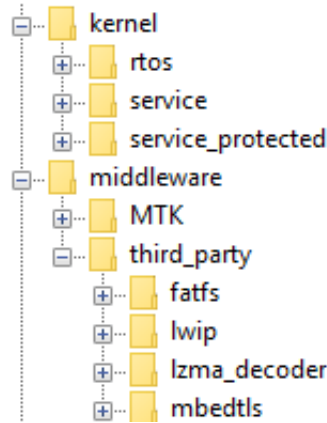 kernel
rtos
service
service_protected
middleware
MTK
third_party
fatfs
lwip
lzma_decoder
mbedtls